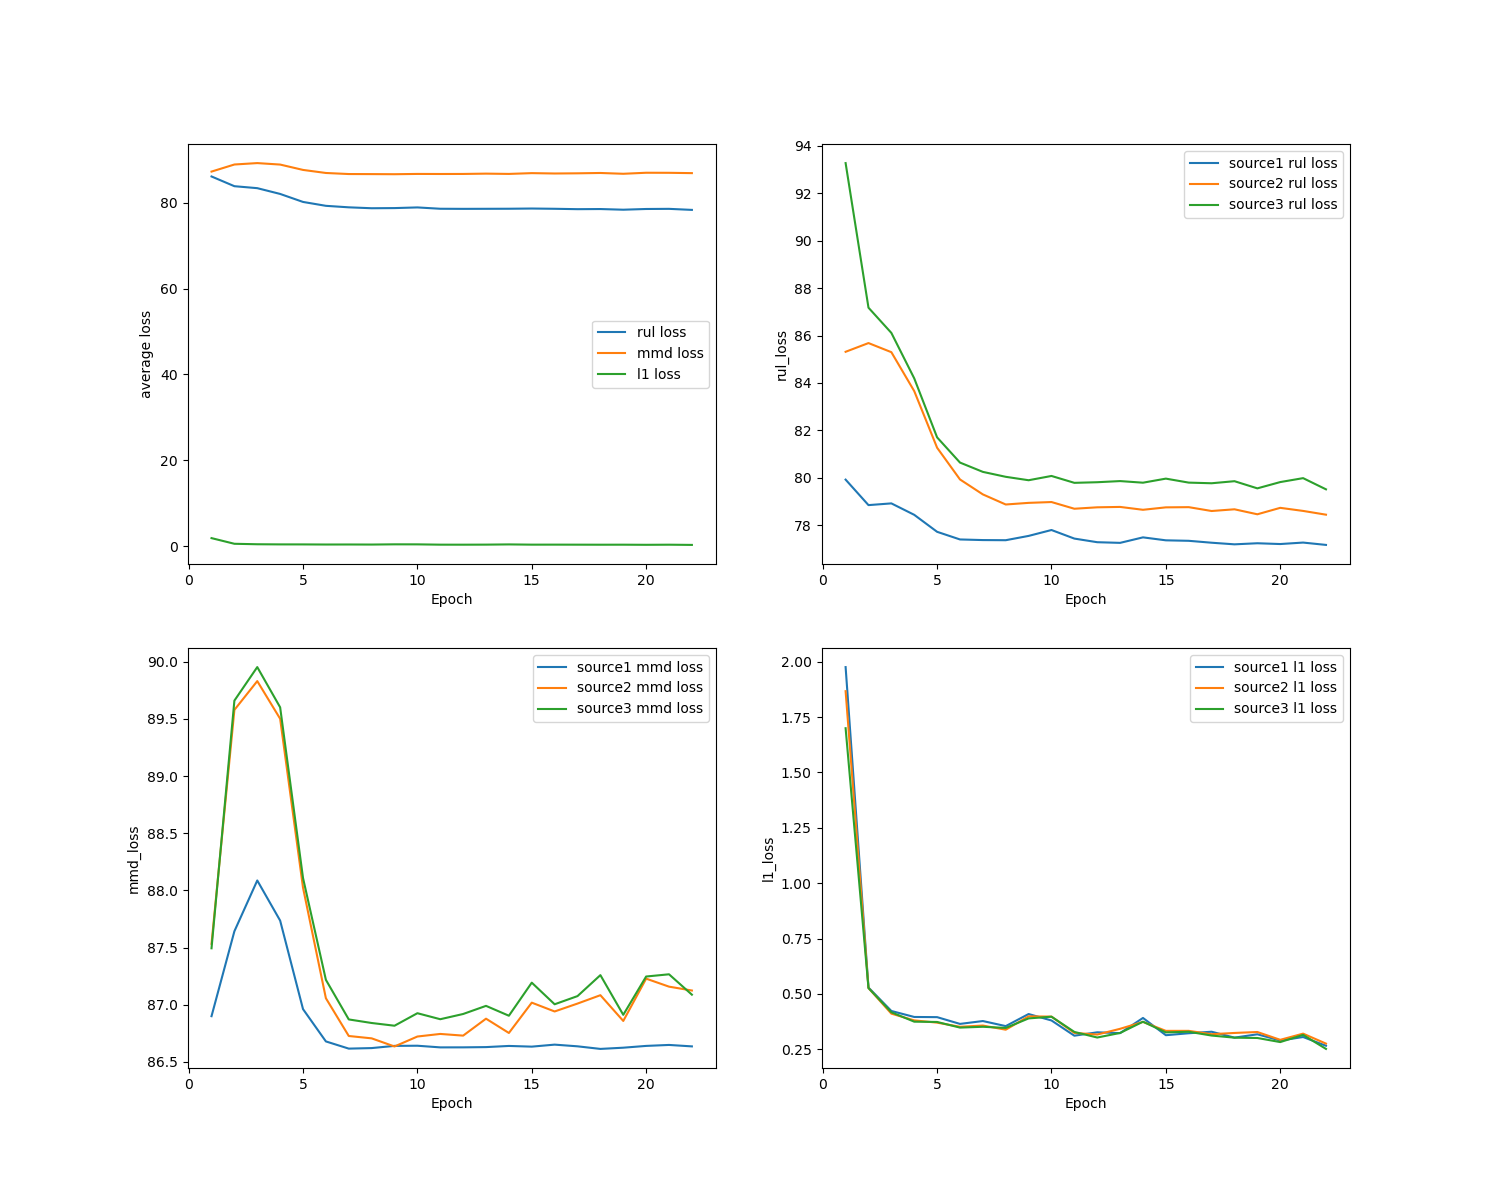 80
60
40
20
0
average loss
0 5 10 15 20
Epoch
rul loss
mmd loss
l1 loss
94
92
90
88
86
84
82
80
78
rul_loss
0 5 10 15 20
Epoch
source1 rul loss
source2 rul loss
source3 rul loss
90.0
89.5
89.0
88.5
88.0
87.5
87.0
86.5
mmd_loss
0 5 10 15 20
Epoch
source1 mmd loss
source2 mmd loss
source3 mmd loss
2.00
1.75
1.50
1.25
1.00
0.75
0.50
0.25
l1_loss
0 5 10 15 20
Epoch
source1 l1 loss
source2 l1 loss
source3 l1 loss